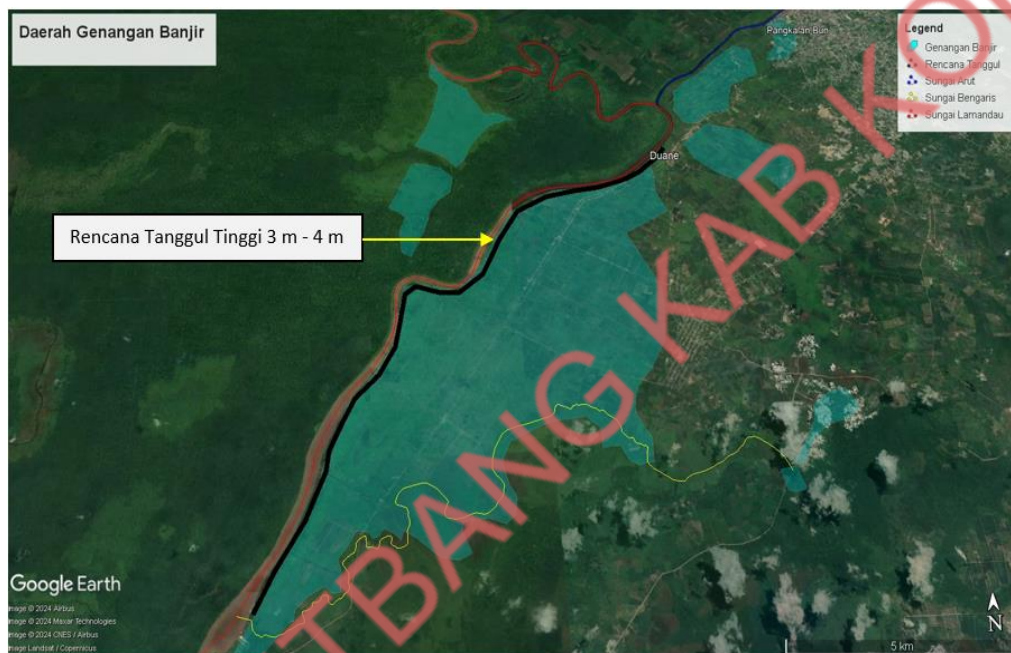 Daerah Genangan Banjir
Pangkalan Bun
Legend
Genangan Banjir
Rencana Tanggul
Sungai Arut
Sungai Bengaris
Sungai Lamandau
Duane
Rencana Tanggul Tinggi 3 m - 4 m
TBANG KAB KO
Google Earth
Image © 2024 Airbus
Image © 2024 Maxar Technologies
Image © 2024 CNES / Airbus
Image Landsat / Copernicus
N
5 km